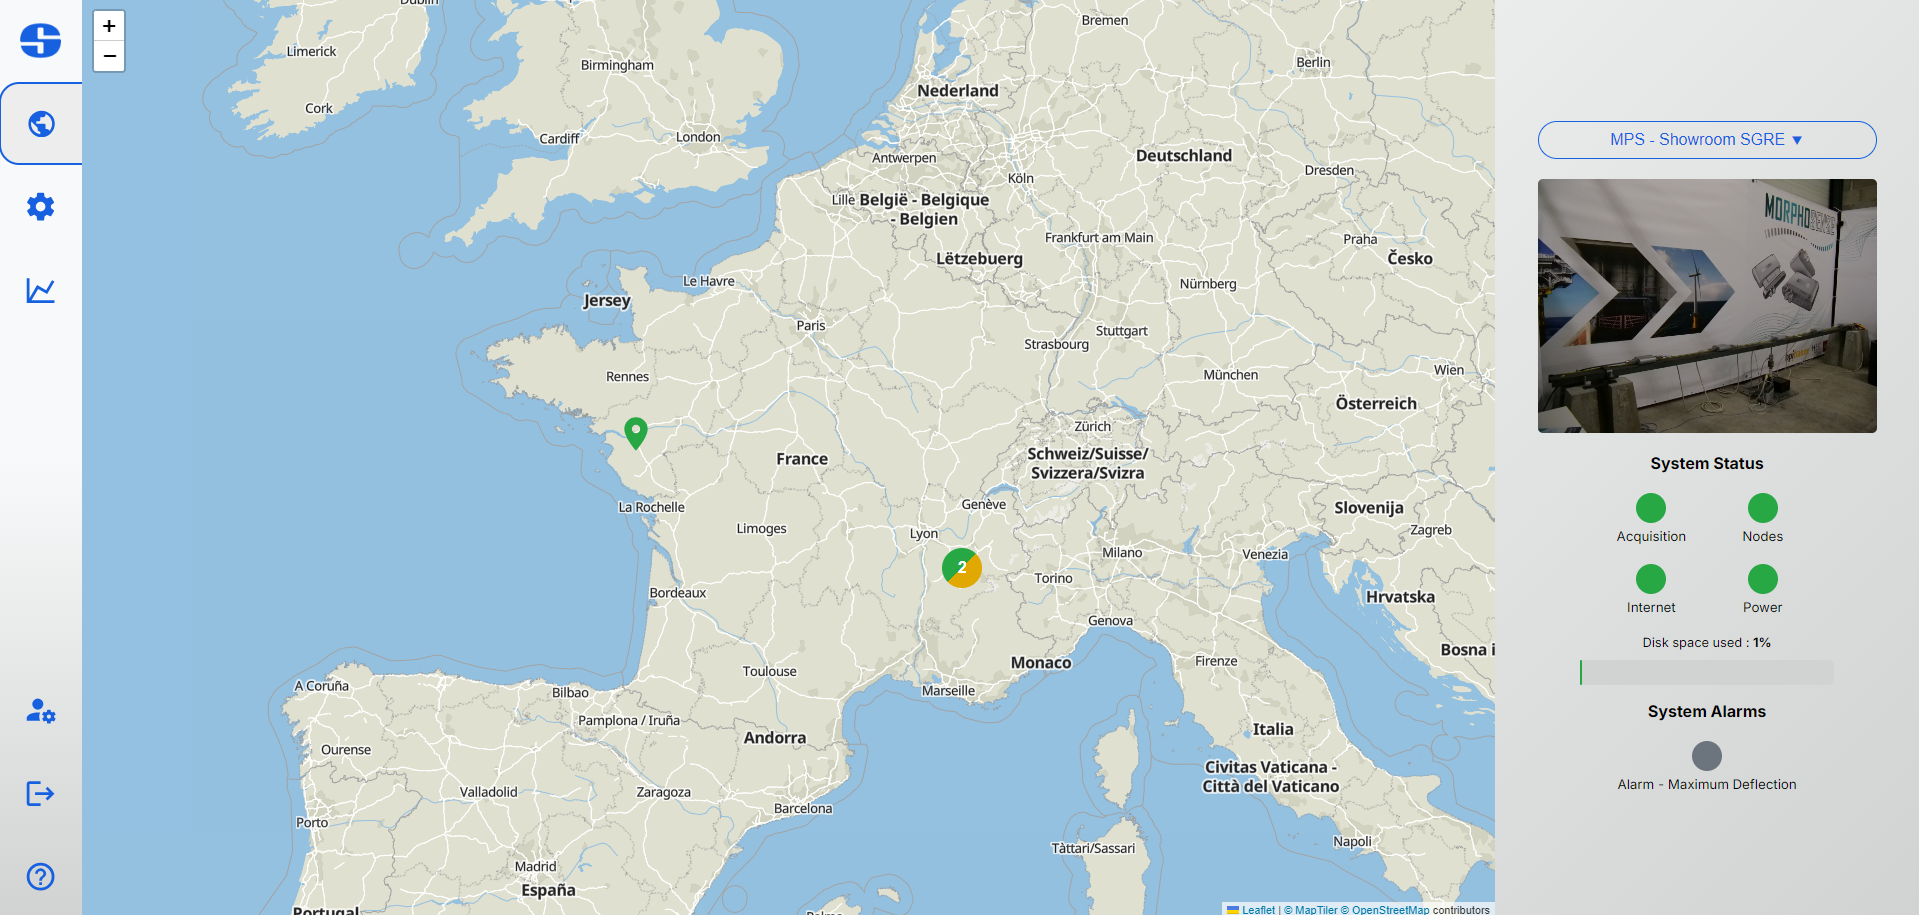 +
−
Dublin
Limerick
Cork
Birmingham
Cardiff
London
Bremen
Berlin
Nederland
Antwerpen
Deutschland
Köln
Dresden
Lille
België - Belgique
- Belgien
Frankfurt am Main
Praha
Lëtzebuerg
Česko
Le Havre
Nürnberg
Jersey
Paris
Stuttgart
Strasbourg
Rennes
München
Wien
Österreich
Zürich
France
Schweiz/Suisse/
Svizzera/Svizra
La Rochelle
Genève
Slovenija
Limoges
Lyon
Zagreb
Milano
Venezia
2
Torino
Bordeaux
Hrvatska
Genova
Bosna i
Monaco
Firenze
Toulouse
A Coruña
Bilbao
Marseille
Pamplona / Iruña
Italia
Andorra
Ourense
Civitas Vaticana -
Città del Vaticano
Valladolid
Zaragoza
Barcelona
Porto
Napoli
Tàttari/Sassari
Madrid
España
Portugal
Palma
Leaflet | © MapTiler © OpenStreetMap contributors
MPS - Showroom SGRE ▼
MORPHOSENSE
System Status
Acquisition
Nodes
Internet
Power
Disk space used : 1%
System Alarms
Alarm - Maximum Deflection